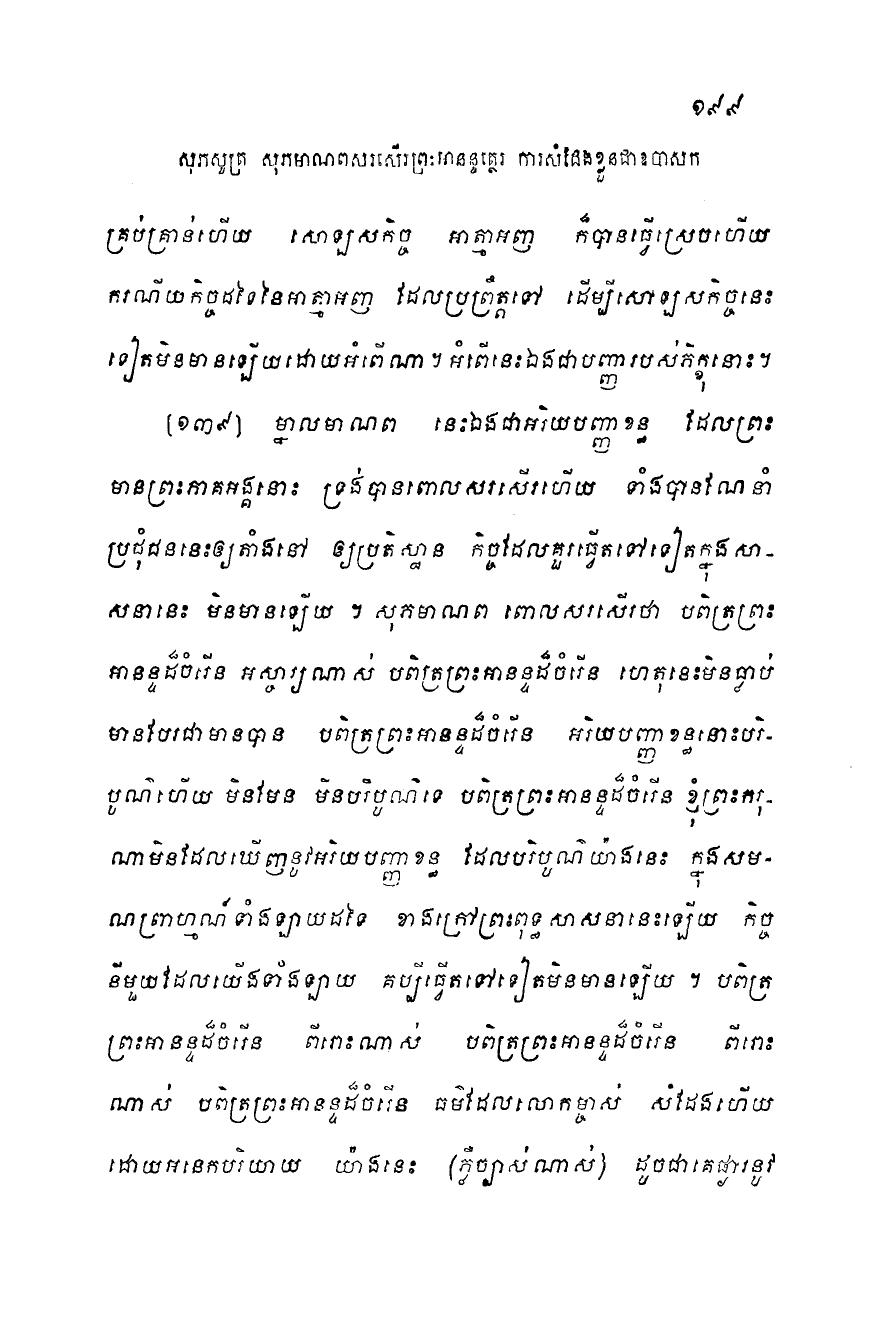 ១៩៩
សុភសូត្រ សុភមាណពសរសើរព្រះអានន្ទត្ថេរ ការសំដែងខ្លួនជាឧបាសក
គ្រប់គ្រាន់ហើយ សោឡសកិច្ច អាត្មាអញ ក៏បានធ្វើស្រេចហើយ
ករណីយកិច្ចដទៃនៃអាត្មាអញ ដែលប្រព្រឹត្តទៅ ដើម្បីសោឡសកិច្ចនេះ
ទៀតមិនមានឡើយដោយអំពើណា។ អំពើនេះឯងជាបញ្ញារបស់ភិក្ខុនោះ។
[១៣៩] ម្នាលមាណព នេះឯងជាអរិយបញ្ញាខន្ធ ដែលព្រះ
មានព្រះភាគអង្គនោះ ទ្រង់បានពោលសរសើរហើយ ទាំងបានណែនាំ
ប្រជុំជននេះឲ្យតាំងនៅ ឲ្យប្រតិស្ឋាន កិច្ចដែលគួរធ្វើតទៅទៀតក្នុងសា-
សនានេះ មិនមានឡើយ ។ សុភមាណព ពោលសរសើរថា បពិត្រព្រះ
អានន្ទដ៏ចំរើន អស្ចារ្យណាស់ បពិត្រព្រះអានន្ទដ៏ចំរើន ហេតុនេះមិនធ្លាប់
មានបែរជាមានបាន បពិត្រព្រះអានន្ទដ៏ចំរើន អរិយបញ្ញាខន្ធនោះបរិ-
បូណ៌ហើយ មិនមែន មិនបរិបូណ៌ទេ បពិត្រព្រះអានន្ទដ៏ចំរើន ខ្ញុំព្រះករុ-
ណាមិនដែលឃើញនូវអរិយបញ្ញាខន្ធ ដែលបរិបូណ៌យ៉ាងនេះ ក្នុងសម-
ណព្រាហ្មណ៍ទាំងឡាយដទៃ ខាងក្រៅព្រះពុទ្ធសាសនានេះឡើយ កិច្ច
នីមួយដែលយើងទាំងឡាយ គប្បីធ្វើតទៅទៀតមិនមានឡើយ ។ បពិត្រ
ព្រះអានន្ទដ៏ចំរើន ពីរោះណាស់ បពិត្រព្រះអានន្ទដ៏ចំរើន ពីរោះ
ណាស់ បពិត្រព្រះអានន្ទដ៏ចំរើន ធម៌ដែលលោកម្ចាស់ សំដែងហើយ
ដោយអនេកបរិយាយ យ៉ាងនេះ (ភ្លឺច្បាស់ណាស់) ដូចជាគេផ្ងារនូវ